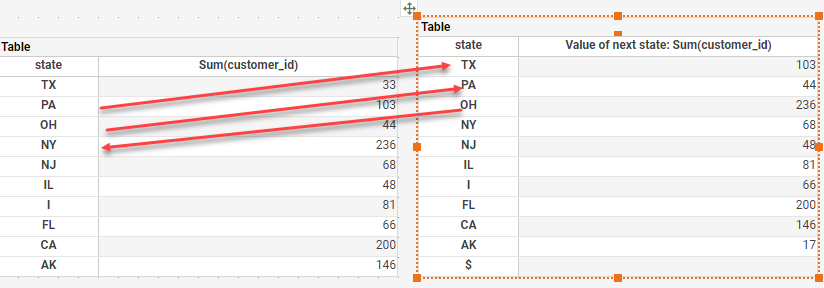 Table
state Sum(customer_id)
TX 33
PA 103
OH 44
NY 236
NJ 68
IL 48
I 81
FL 66
CA 200
AK 146
Table
state Value of next state: Sum(customer_id)
TX 103
PA 44
OH 236
NY 68
NJ 48
IL 81
I 66
FL 200
CA 146
AK 17
$